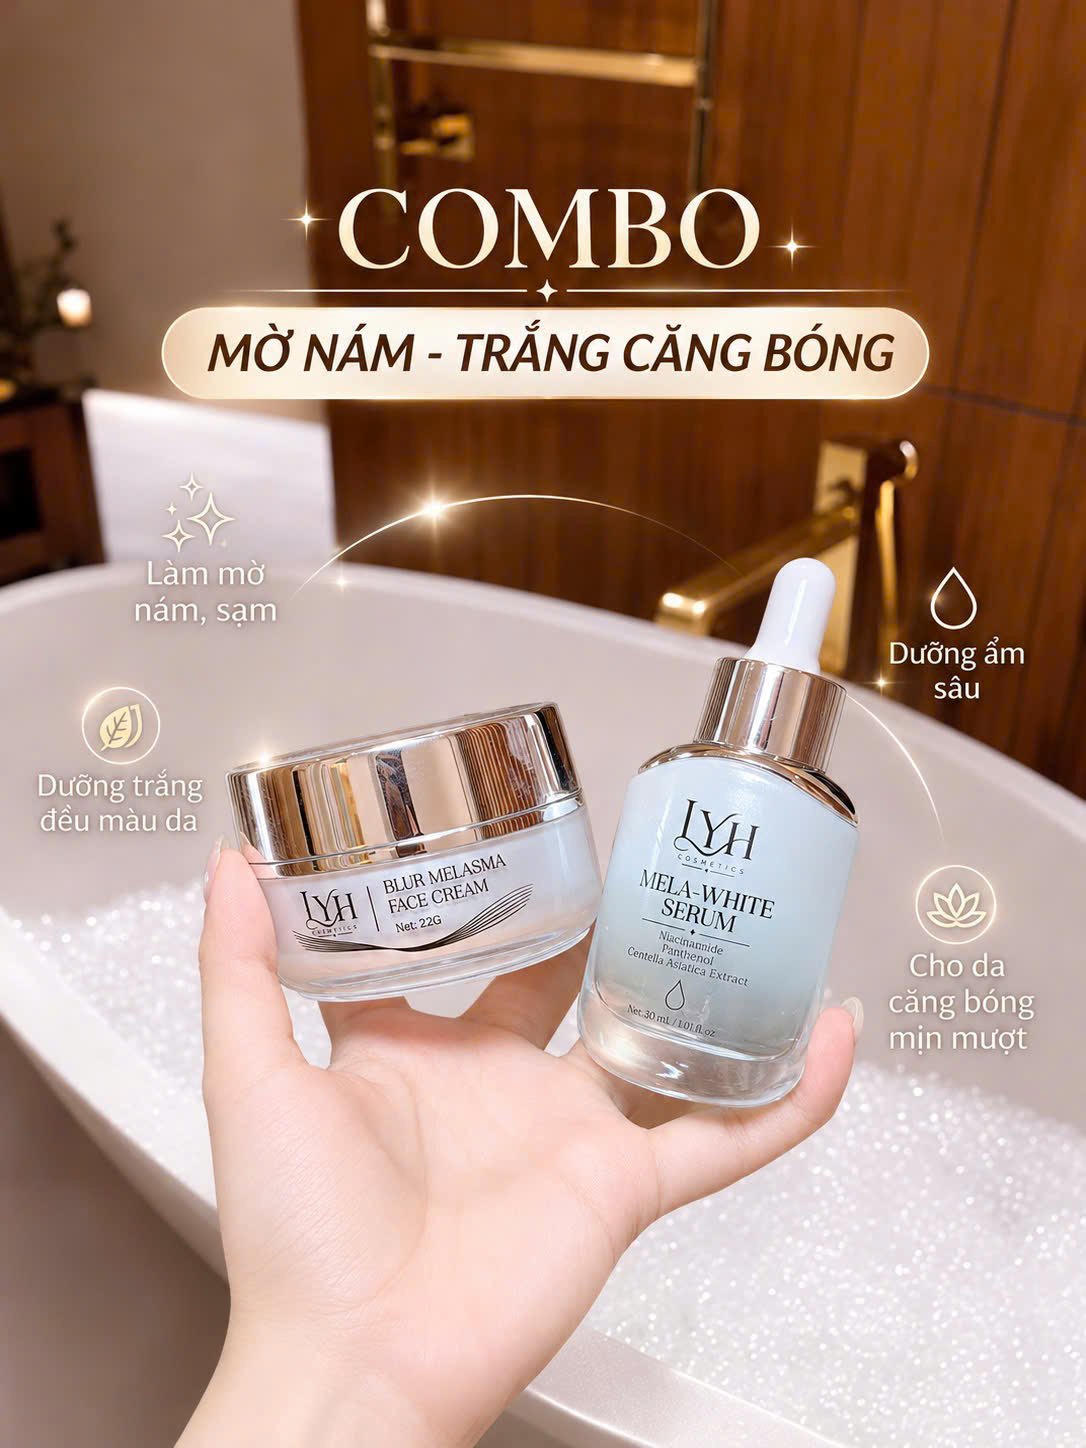 COMBO
MỜ NÁM - TRẮNG CĂNG BÓNG
Làm mờ
nám, sạm
Dưỡng ẩm
sâu
Dưỡng trắng
đều màu da
Cho da
căng bóng
mịn mượt
LYH
COSMETICS
BLUR MELASMA
FACE CREAM
Net: 22G
LYH
COSMETICS
MELA-WHITE
SERUM
Niacinamide
Panthenol
Centella Asiatica Extract
Net.30 mL / 1.01 fl. oz